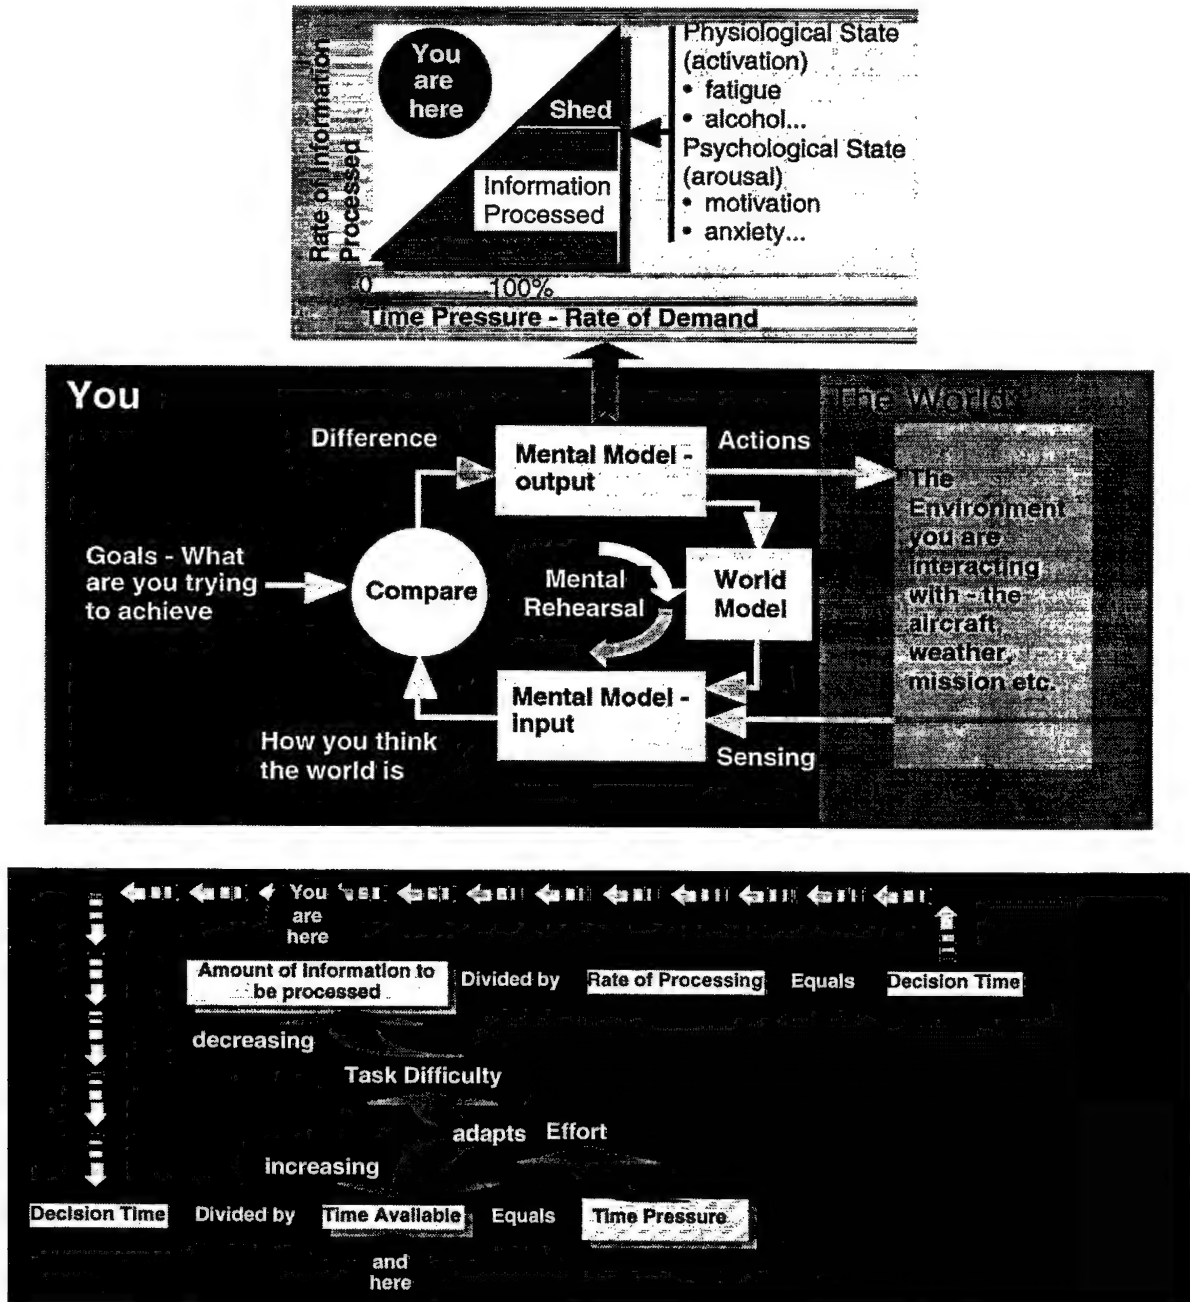 Rate of Information
Processed
You
are
here
Shed
Information
Processed
0
100%
Time Pressure - Rate of Demand
Physiological State
(activation)
• fatigue
• alcohol...
Psychological State
(arousal)
• motivation
• anxiety...
You
The World
Difference
Mental Model -
output
Actions
Goals - What
are you trying
to achieve
Compare
Mental
Rehearsal
World
Model
The
Environment
you are
interacting
with - the
aircraft,
weather,
mission etc.
How you think
the world is
Mental Model -
input
Sensing
You
are
here
Amount of Information to
be processed
Divided by
Rate of Processing
Equals
Decision Time
decreasing
Task Difficulty
adapts
Effort
increasing
Decision Time
Divided by
Time Available
Equals
Time Pressure
and
here